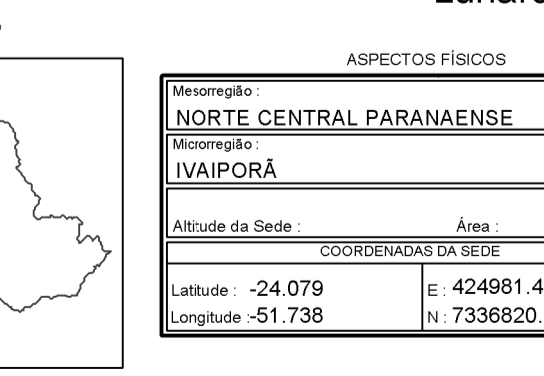 ASPECTOS FÍSICOS
Mesorregião :
NORTE CENTRAL PARANAENSE
Microrregião :
IVAIPORÃ
Altitude da Sede : Área :
COORDENADAS DA SEDE
Latitude : -24.079 E : 424981.4
Longitude :-51.738 N : 7336820.